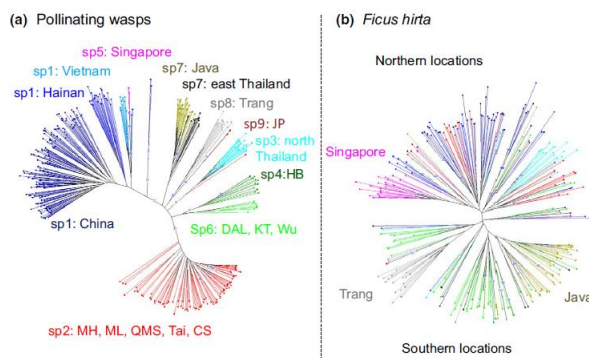 (a) Pollinating wasps
sp5: Singapore
sp1: Vietnam
sp1: Hainan
sp7: Java
sp7: east Thailand
sp8: Trang
sp9: JP
sp3: north
Thailand
sp4:HB
Sp6: DAL, KT, Wu
sp1: China
sp2: MH, ML, QMS, Tai, CS
(b) Ficus hirta
Northern locations
Singapore
Trang
Java
Southern locations